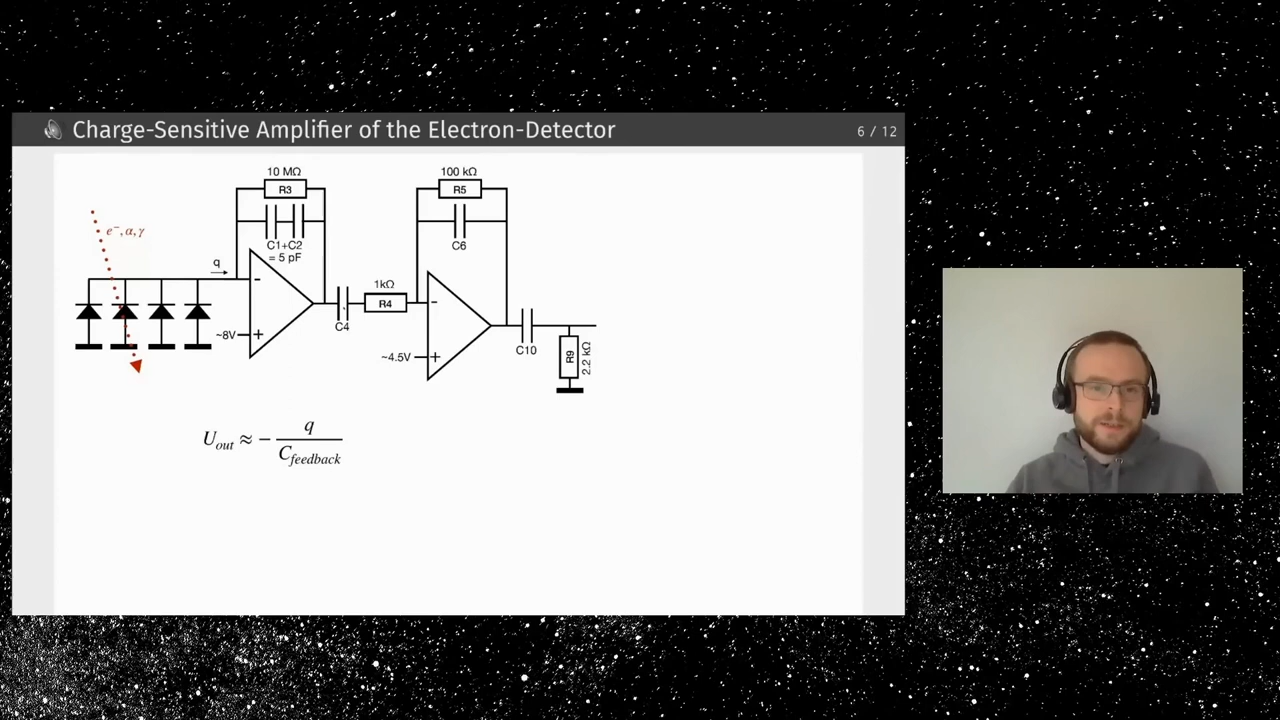 Charge-Sensitive Amplifier of the Electron-Detector
6 / 12
10 MΩ
R3
C1+C2
= 5 pF
100 kΩ
R5
C6
e⁻, α, γ
q
-
+
~8V
C4
1kΩ
R4
-
+
~4.5V
C10
R9
2.2 kΩ
U_out ≈ − q / C_feedback